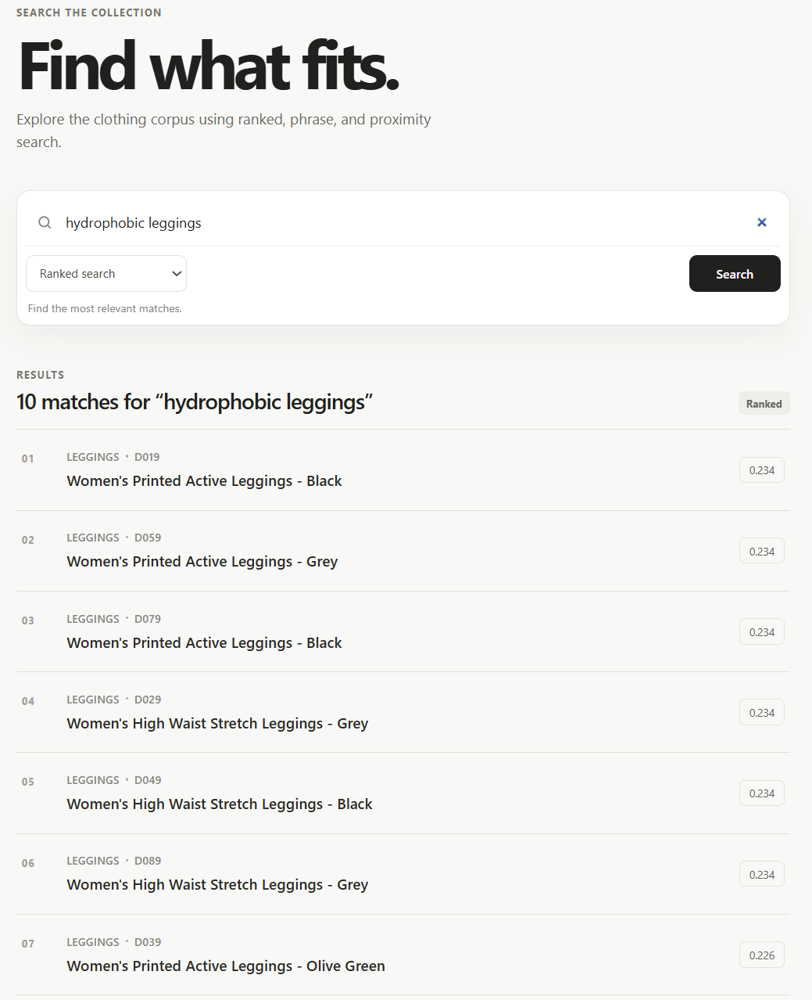 SEARCH THE COLLECTION
Find what fits.
Explore the clothing corpus using ranked, phrase, and proximity
search.
hydrophobic leggings
Ranked search
Search
Find the most relevant matches.
RESULTS
10 matches for “hydrophobic leggings”
Ranked
01
LEGGINGS • D019
Women's Printed Active Leggings - Black
0.234
02
LEGGINGS • D059
Women's Printed Active Leggings - Grey
0.234
03
LEGGINGS • D079
Women's Printed Active Leggings - Black
0.234
04
LEGGINGS • D029
Women's High Waist Stretch Leggings - Grey
0.234
05
LEGGINGS • D049
Women's High Waist Stretch Leggings - Black
0.234
06
LEGGINGS • D089
Women's High Waist Stretch Leggings - Grey
0.234
07
LEGGINGS • D039
Women's Printed Active Leggings - Olive Green
0.226